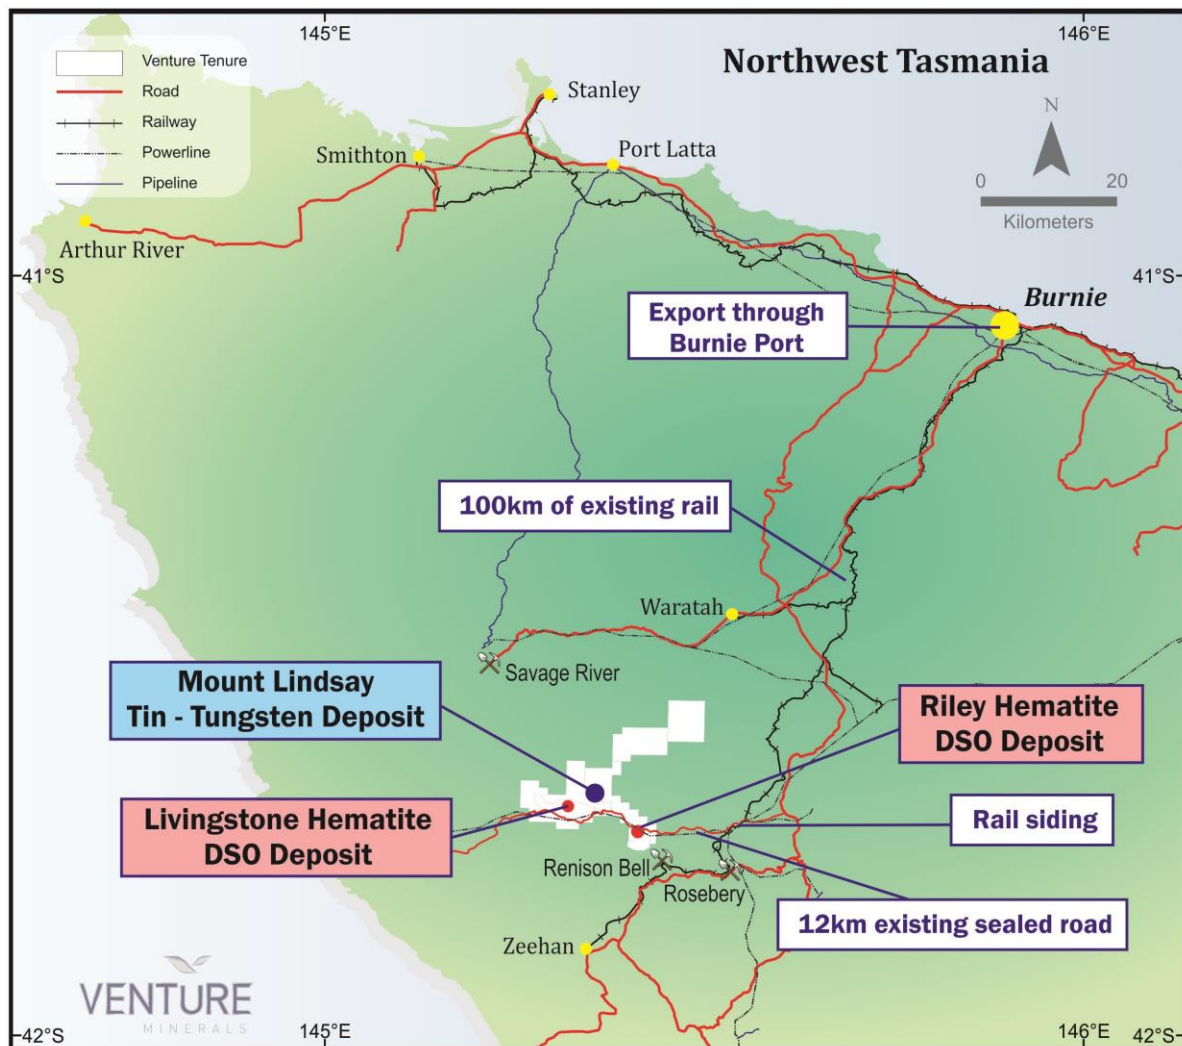 145°E
146°E
Northwest Tasmania
Venture Tenure
Road
Railway
Powerline
Pipeline
N
0
20
Kilometers
Stanley
Smithton
Port Latta
Arthur River
41°S
41°S
Burnie
Export through
Burnie Port
100km of existing rail
Waratah
Savage River
Mount Lindsay
Tin - Tungsten Deposit
Riley Hematite
DSO Deposit
Livingstone Hematite
DSO Deposit
Rail siding
Renison Bell
Rosebery
12km existing sealed road
Zeehan
VENTURE
MINERALS
42°S
145°E
146°E
42°S